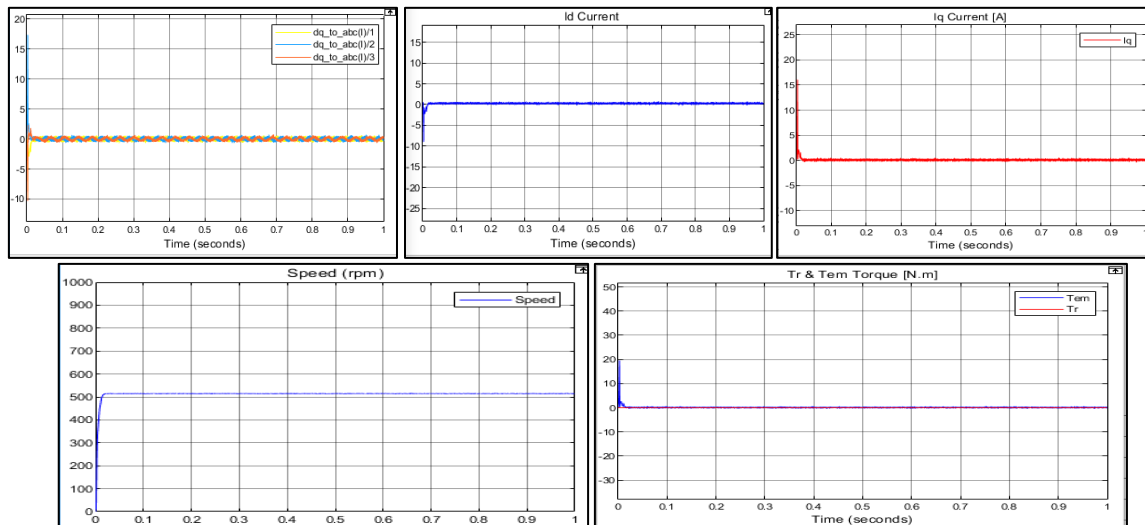 20
15
10
5
0
-5
-10
dq_to_abc(I)/1
dq_to_abc(I)/2
dq_to_abc(I)/3
0 0.1 0.2 0.3 0.4 0.5 0.6 0.7 0.8 0.9 1
Time (seconds)
Id Current
15
10
5
0
-5
-10
-15
-20
-25
0 0.1 0.2 0.3 0.4 0.5 0.6 0.7 0.8 0.9 1
Time (seconds)
Iq Current [A]
25
20
15
10
5
0
-5
-10
Iq
0 0.1 0.2 0.3 0.4 0.5 0.6 0.7 0.8 0.9 1
Time (seconds)
Speed (rpm)
1000
900
800
700
600
500
400
300
200
100
0
Speed
0 0.1 0.2 0.3 0.4 0.5 0.6 0.7 0.8 0.9 1
Time (seconds)
Tr & Tem Torque [N.m]
50
40
30
20
10
0
-10
-20
-30
Tem
Tr
0 0.1 0.2 0.3 0.4 0.5 0.6 0.7 0.8 0.9 1
Time (seconds)